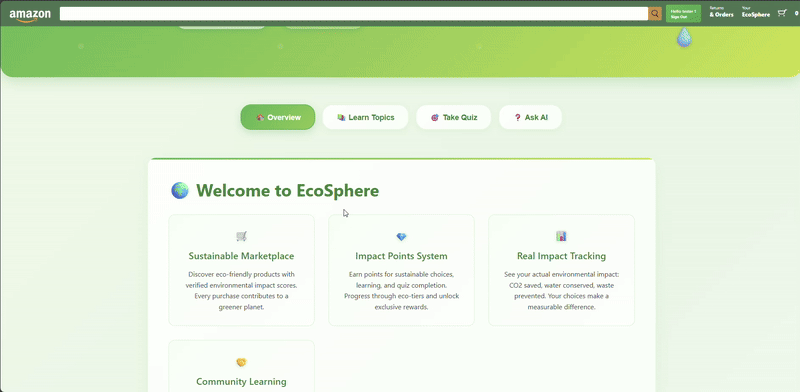 amazon
Hello tester !
Sign Out
Returns
& Orders
Your
EcoSphere
0
Overview
Learn Topics
Take Quiz
Ask AI
Welcome to EcoSphere
Sustainable Marketplace
Discover eco-friendly products with
verified environmental impact scores.
Every purchase contributes to a
greener planet.
Impact Points System
Earn points for sustainable choices,
learning, and quiz completion.
Progress through eco-tiers and unlock
exclusive rewards.
Real Impact Tracking
See your actual environmental impact:
CO2 saved, water conserved, waste
prevented. Your choices make a
measurable difference.
Community Learning